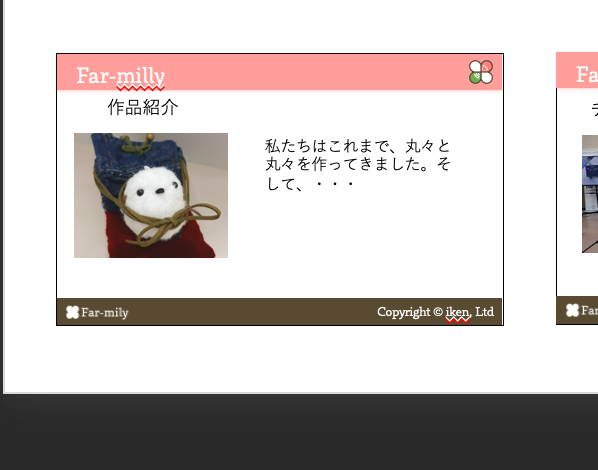 Far-milly
作品紹介
私たちはこれまで、丸々と
丸々を作ってきました。そ
して、・・・
Far-mily
Copyright © iken, Ltd
Fa
Far